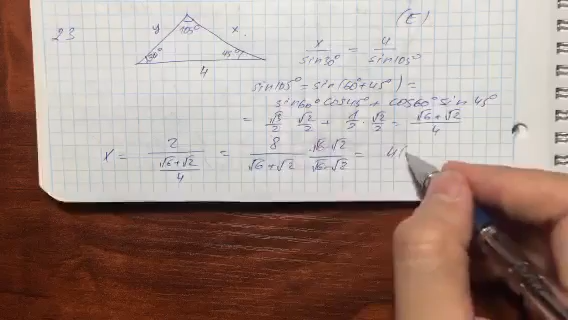 23
(E)
y
105°
x
30°
45°
4
x/sin30° = 4/sin105°
sin105° = sin(60°+45°) =
sin60° cos45° + cos60° sin45°
= √3/2 · √2/2 + 1/2 · √2/2 = (√6+√2)/4
x = 2/((√6+√2)/4) = 8/(√6+√2) · (√6-√2)/(√6-√2) = 4(